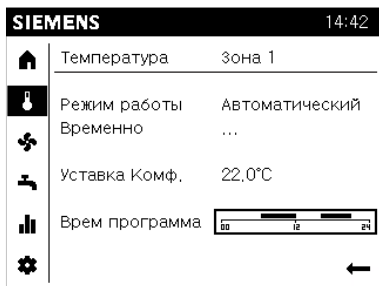 SIEMENS 14:42
Температура Зона 1
Режим работы Автоматический
Временно ...
Уставка Комф. 22,0°C
Врем программа
00 12 24